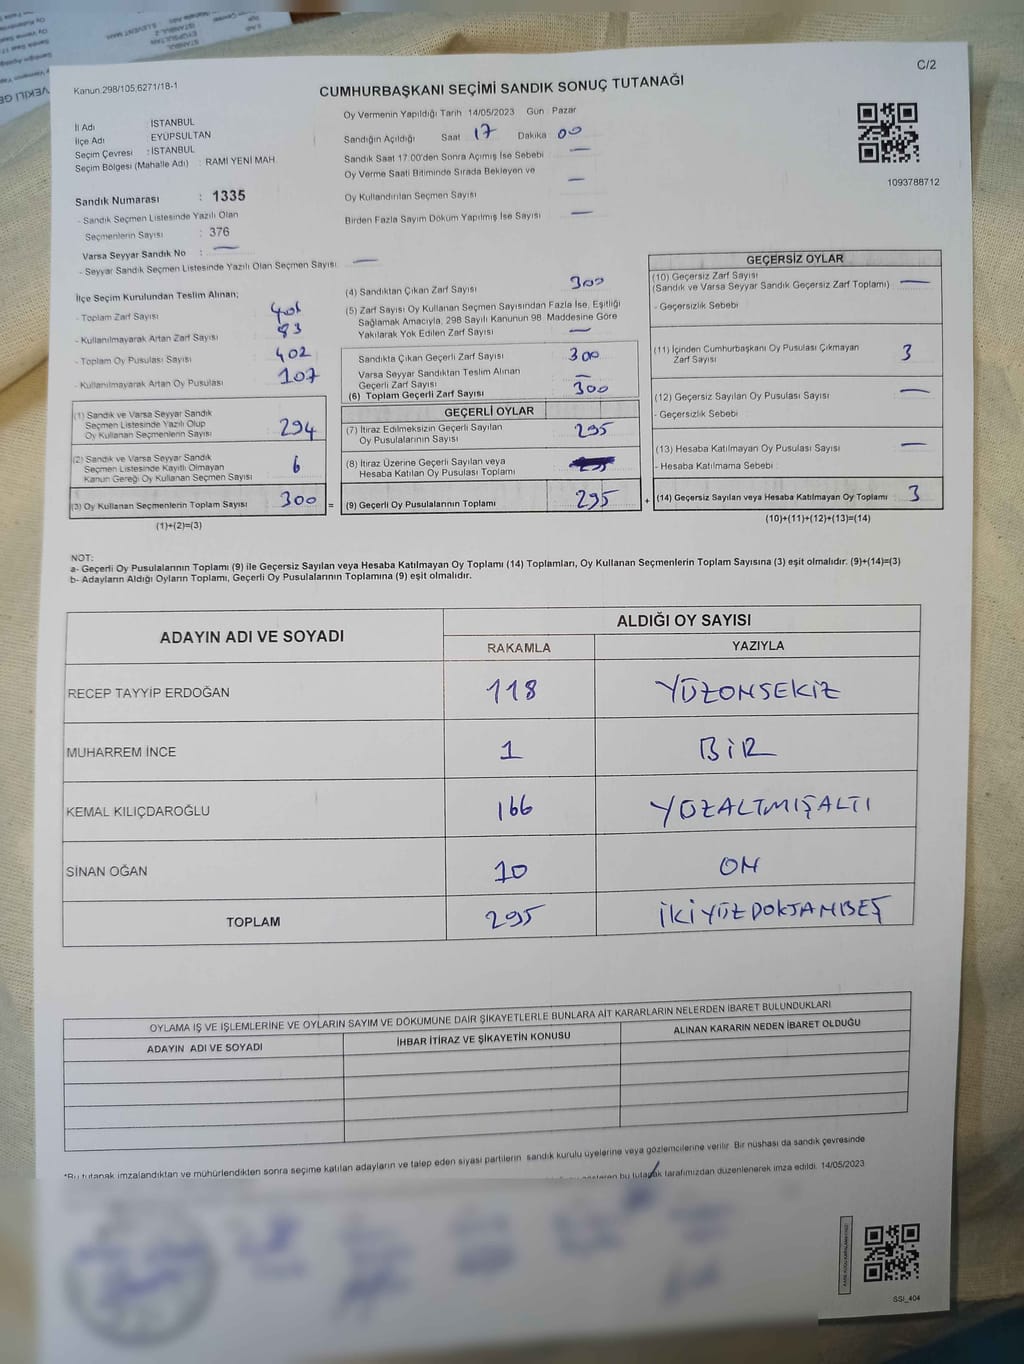 C/2
Kanun.298/105,6271/18-1
CUMHURBAŞKANI SEÇİMİ SANDIK SONUÇ TUTANAĞI
İl Adı : İSTANBUL
İlçe Adı : EYÜPSULTAN
Seçim Çevresi : İSTANBUL
Seçim Bölgesi (Mahalle Adı) : RAMİ YENİ MAH.
Sandık Numarası : 1335
- Sandık Seçmen Listesinde Yazılı Olan
Seçmenlerin Sayısı : 376
Varsa Seyyar Sandık No : —
- Seyyar Sandık Seçmen Listesinde Yazılı Olan Seçmen Sayısı —
Oy Vermenin Yapıldığı Tarih 14/05/2023 Gün : Pazar
Sandığın Açıldığı Saat 17 Dakika 00
Sandık Saat 17.00'den Sonra Açımış İse Sebebi —
Oy Verme Saati Bitiminde Sırada Bekleyen ve
Oy Kullandırılan Seçmen Sayısı —
Birden Fazla Sayım Döküm Yapılmış İse Sayısı —
1093788712
İlçe Seçim Kurulundan Teslim Alınan;
- Toplam Zarf Sayısı
- Kullanılmayarak Artan Zarf Sayısı 83
- Toplam Oy Pusulası Sayısı 402
- Kullanılmayarak Artan Oy Pusulası 107
(1) Sandık ve Varsa Seyyar Sandık
Seçmen Listesinde Yazılı Olup
Oy Kullanan Seçmenlerin Sayısı 294
(2) Sandık ve Varsa Seyyar Sandık
Seçmen Listesinde Kayıtlı Olmayan
Kanun Gereği Oy Kullanan Seçmen Sayısı 6
(3) Oy Kullanan Seçmenlerin Toplam Sayısı 300 =
(1)+(2)=(3)
(4) Sandıktan Çıkan Zarf Sayısı 300
(5) Zarf Sayısı Oy Kullanan Seçmen Sayısından Fazla İse, Eşitliği
Sağlamak Amacıyla, 298 Sayılı Kanunun 98. Maddesine Göre
Yakılarak Yok Edilen Zarf Sayısı —
Sandıkta Çıkan Geçerli Zarf Sayısı 300
Varsa Seyyar Sandıktan Teslim Alınan
Geçerli Zarf Sayısı —
(6) Toplam Geçerli Zarf Sayısı 300
GEÇERLİ OYLAR
(7) İtiraz Edilmeksizin Geçerli Sayılan
Oy Pusulalarının Sayısı 295
(8) İtiraz Üzerine Geçerli Sayılan veya
Hesaba Katılan Oy Pusulası Toplamı
(9) Geçerli Oy Pusulalarının Toplamı 295 +
GEÇERSİZ OYLAR
(10) Geçersiz Zarf Sayısı
(Sandık ve Varsa Seyyar Sandık Geçersiz Zarf Toplamı) —
- Geçersizlik Sebebi
(11) İçinden Cumhurbaşkanı Oy Pusulası Çıkmayan
Zarf Sayısı 3
(12) Geçersiz Sayılan Oy Pusulası Sayısı —
- Geçersizlik Sebebi
(13) Hesaba Katılmayan Oy Pusulası Sayısı —
- Hesaba Katılmama Sebebi
(14) Geçersiz Sayılan veya Hesaba Katılmayan Oy Toplamı 3
(10)+(11)+(12)+(13)=(14)
NOT:
a- Geçerli Oy Pusulalarının Toplamı (9) ile Geçersiz Sayılan veya Hesaba Katılmayan Oy Toplamı (14) Toplamları, Oy Kullanan Seçmenlerin Toplam Sayısına (3) eşit olmalıdır. (9)+(14)=(3)
b- Adayların Aldığı Oyların Toplamı, Geçerli Oy Pusulalarının Toplamına (9) eşit olmalıdır.
ADAYIN ADI VE SOYADI ALDIĞI OY SAYISI
RAKAMLA YAZIYLA
RECEP TAYYİP ERDOĞAN 118 YÜZONSEKİZ
MUHARREM İNCE 1 BİR
KEMAL KILIÇDAROĞLU 166 YÜZALTMIŞALTI
SİNAN OĞAN 10 ON
TOPLAM 295 İKİYÜZDOKSANBEŞ
OYLAMA İŞ VE İŞLEMLERİNE VE OYLARIN SAYIM VE DÖKÜMÜNE DAİR ŞİKAYETLERLE BUNLARA AİT KARARLARIN NELERDEN İBARET BULUNDUKLARI
ADAYIN ADI VE SOYADI İHBAR İTİRAZ VE ŞİKAYETİN KONUSU ALINAN KARARIN NEDEN İBARET OLDUĞU
*Bu tutanak imzalandıktan ve mühürlendikten sonra seçime katılan adayların ve talep eden siyasi partilerin sandık kurulu üyelerine veya gözlemcilerine verilir. Bir nüshası da sandık çevresinde
bu tutanak tarafımızdan düzenlenerek imza edildi. 14/05/2023
SSI_404